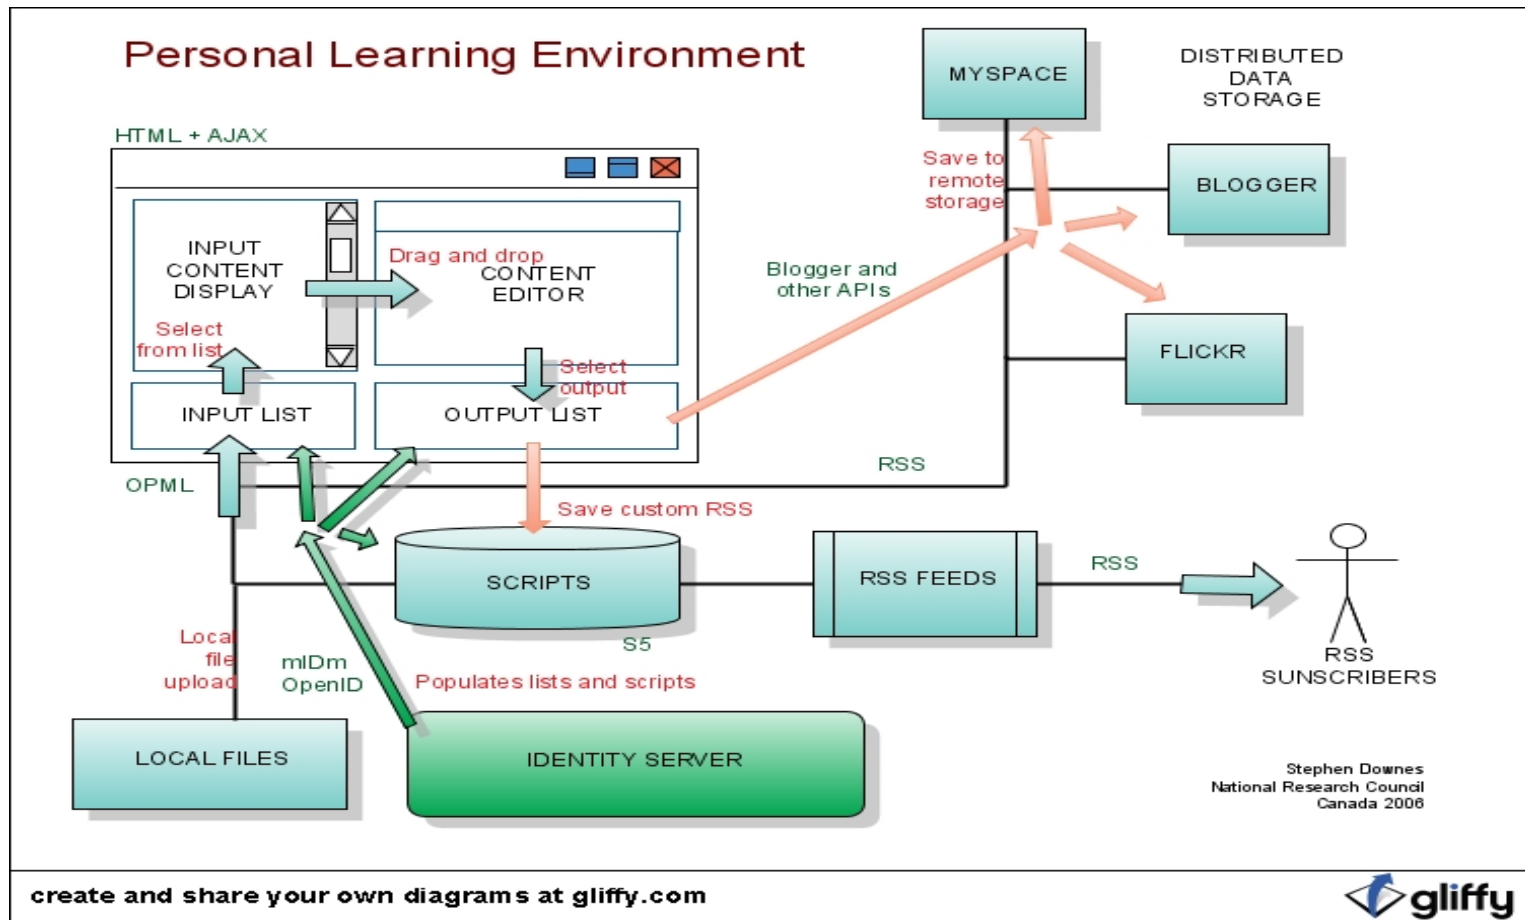 Personal Learning Environment
MYSPACE
DISTRIBUTED
DATA
STORAGE
HTML + AJAX
Save to
remote
storage
BLOGGER
INPUT
CONTENT
DISPLAY
Drag and drop
CONTENT
EDITOR
Blogger and
other APIs
Select
from list
Select
output
FLICKR
INPUT LIST
OUTPUT LIST
OPML
RSS
Save custom RSS
SCRIPTS
S5
RSS FEEDS
RSS
RSS
SUNSCRIBERS
Local
file
upload
mIDm
OpenID
Populates lists and scripts
LOCAL FILES
IDENTITY SERVER
Stephen Downes
National Research Council
Canada 2006
create and share your own diagrams at gliffy.com
gliffy